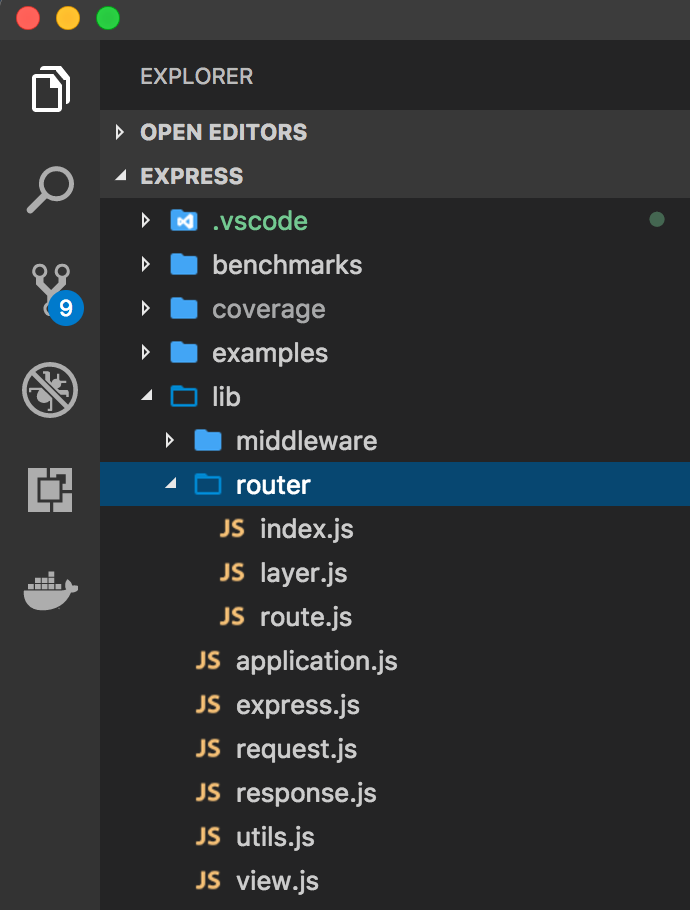 EXPLORER
OPEN EDITORS
EXPRESS
.vscode
benchmarks
coverage
examples
lib
middleware
router
JS index.js
JS layer.js
JS route.js
JS application.js
JS express.js
JS request.js
JS response.js
JS utils.js
JS view.js
9